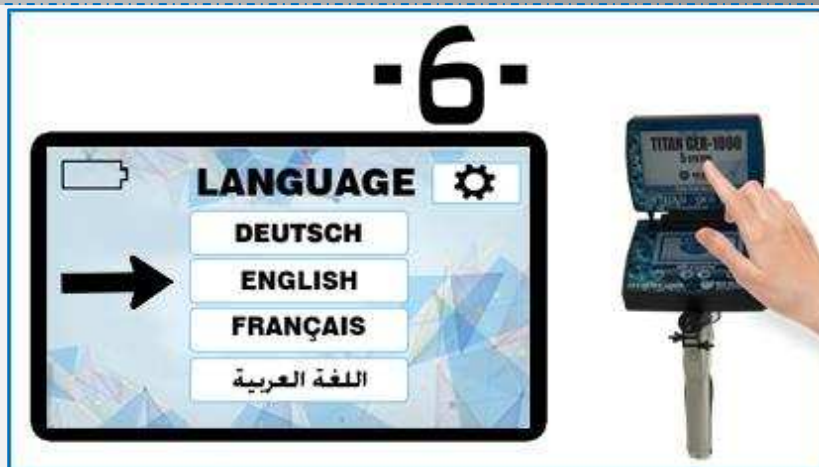 -6-
LANGUAGE
DEUTSCH
ENGLISH
FRANÇAIS
اللغة العربية
TITAN GER-1000